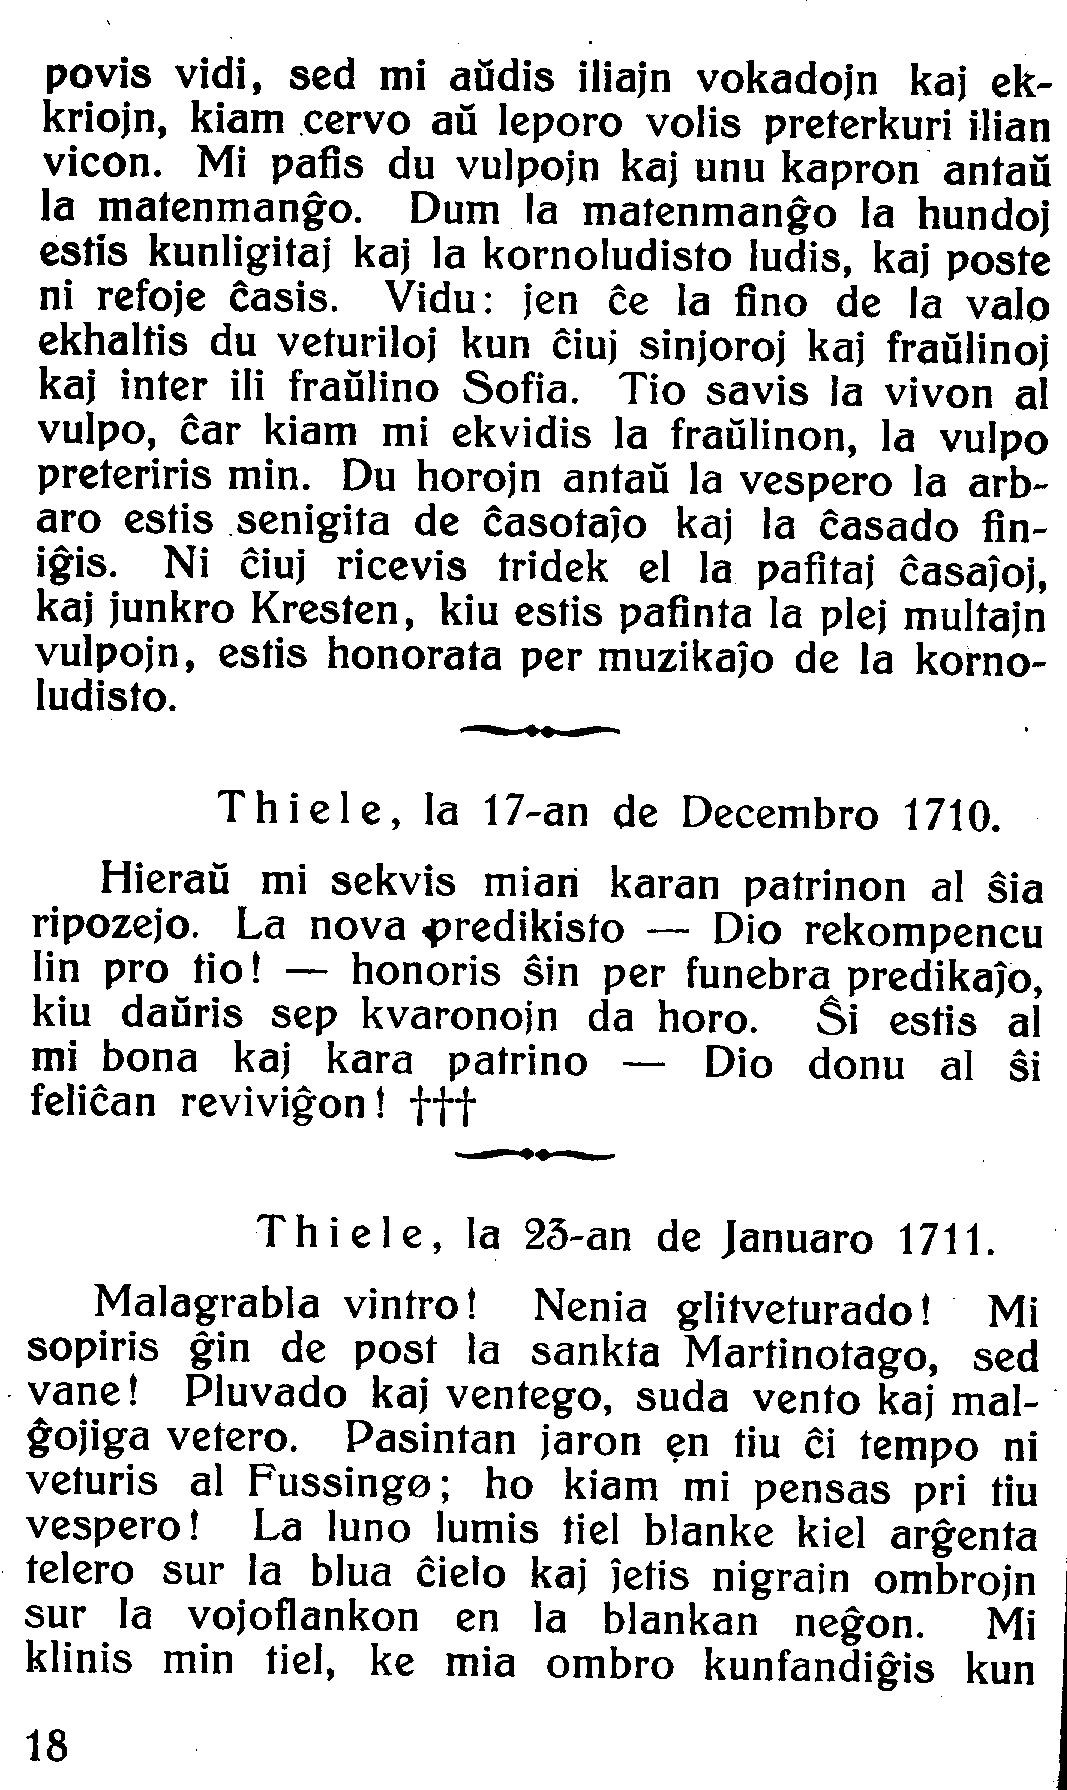 povis vidi, sed mi aŭdis iliajn vokadojn kaj ek-
kriojn, kiam cervo aŭ leporo volis preterkuri ilian
vicon. Mi pafis du vulpojn kaj unu kapron antaŭ
la matenmanĝo. Dum la matenmanĝo la hundoj
estis kunligitaj kaj la kornoludisto ludis, kaj poste
ni refoje ĉasis. Vidu: jen ĉe la fino de la valo
ekhaltis du veturiloj kun ĉiuj sinjoroj kaj fraŭlinoj
kaj inter ili fraŭlino Sofia. Tio savis la vivon al
vulpo, ĉar kiam mi ekvidis la fraŭlinon, la vulpo
preteriris min. Du horojn antaŭ la vespero la arb-
aro estis senigita de ĉasotaĵo kaj la ĉasado fin-
iĝis. Ni ĉiuj ricevis tridek el la pafitaj ĉasaĵoj,
kaj junkro Kresten, kiu estis pafinta la plej multajn
vulpojn, estis honorata per muzikaĵo de la korno-
ludisto.
Thiele, la 17-an de Decembro 1710.
Hieraŭ mi sekvis mian karan patrinon al ŝia
ripozejo. La nova predikisto — Dio rekompencu
lin pro tio! — honoris ŝin per funebra predikaĵo,
kiu daŭris sep kvaronojn da horo. Ŝi estis al
mi bona kaj kara patrino — Dio donu al ŝi
feliĉan reviviĝon! †††
Thiele, la 23-an de Januaro 1711.
Malagrabla vintro! Nenia glitveturado! Mi
sopiris ĝin de post la sankta Martinotago, sed
vane! Pluvado kaj ventego, suda vento kaj mal-
ĝojiga vetero. Pasintan jaron en tiu ĉi tempo ni
veturis al Fussingø; ho kiam mi pensas pri tiu
vespero! La luno lumis tiel blanke kiel arĝenta
telero sur la blua ĉielo kaj ĵetis nigrain ombrojn
sur la vojoflankon en la blankan neĝon. Mi
klinis min tiel, ke mia ombro kunfandiĝis kun
18